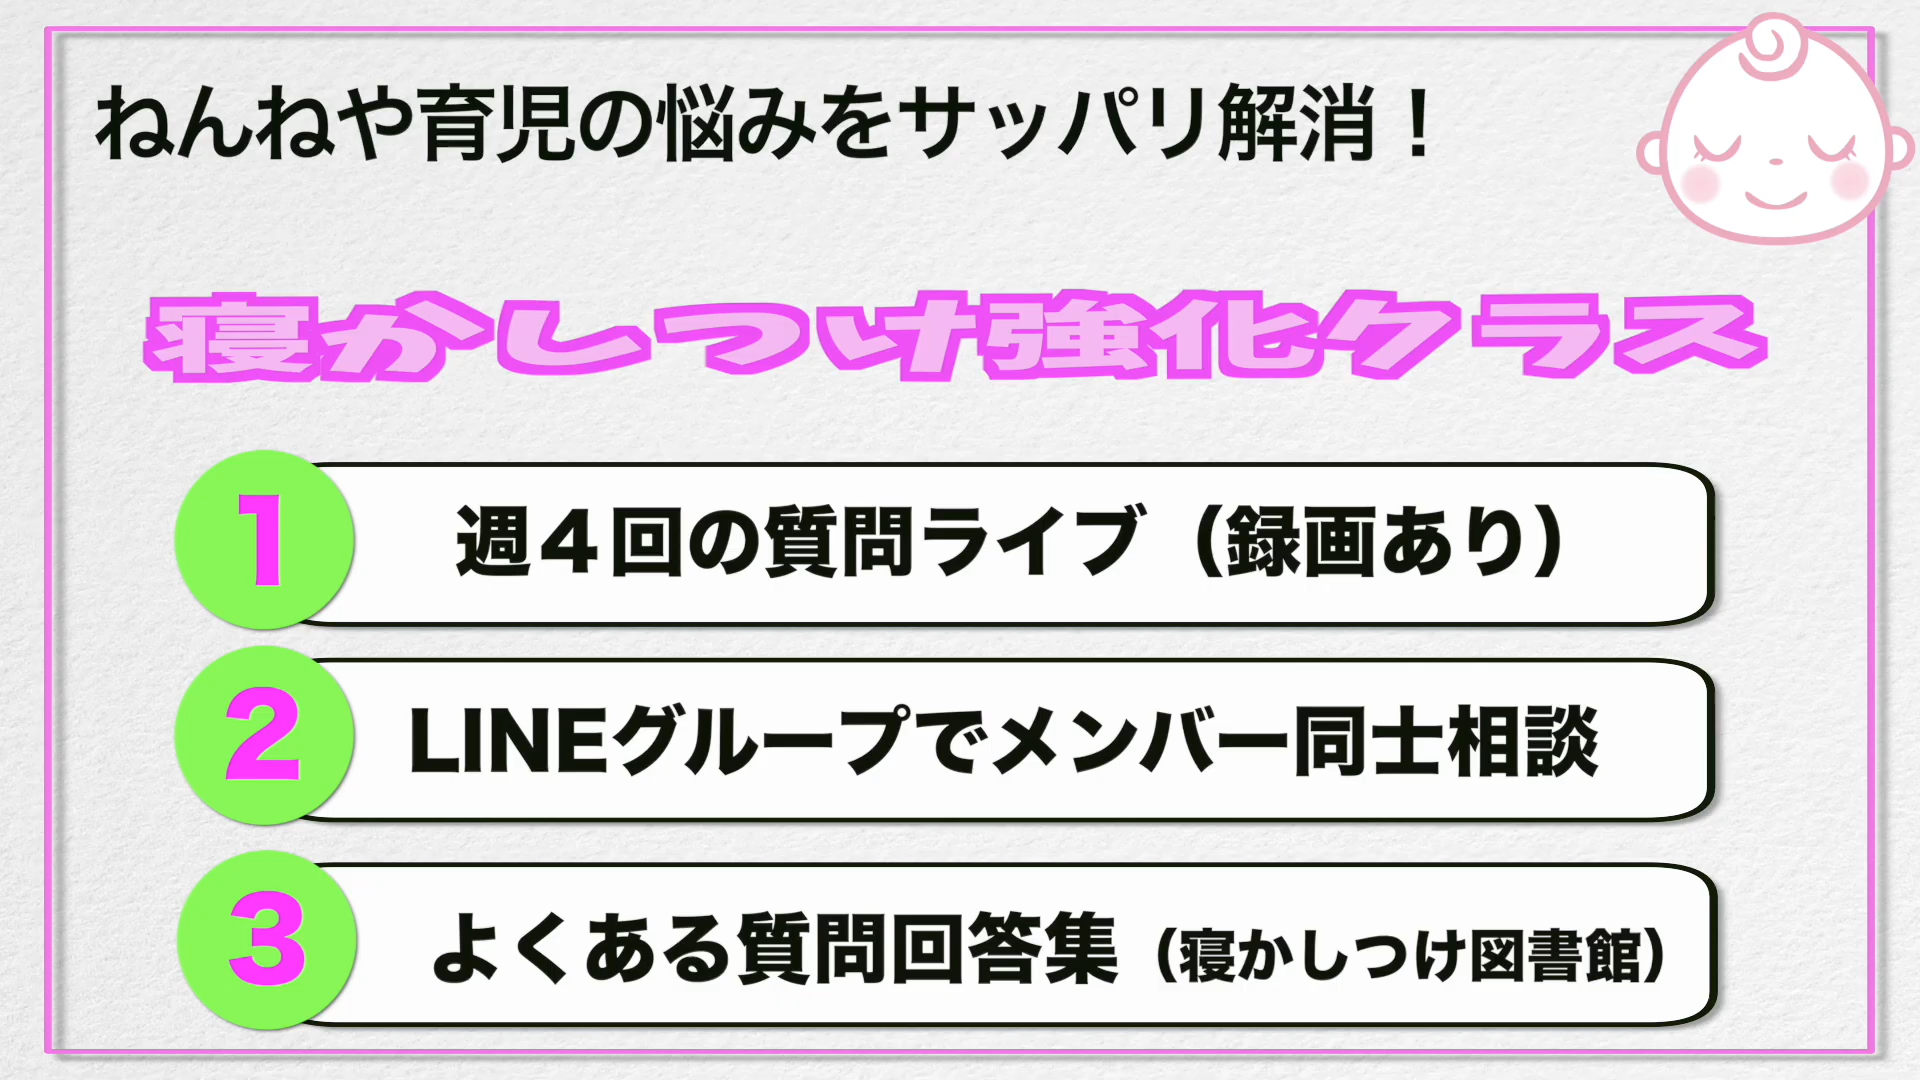 ねんねや育児の悩みをサッパリ解消！
寝かしつけ強化クラス
1
週４回の質問ライブ（録画あり）
2
LINEグループでメンバー同士相談
3
よくある質問回答集（寝かしつけ図書館）